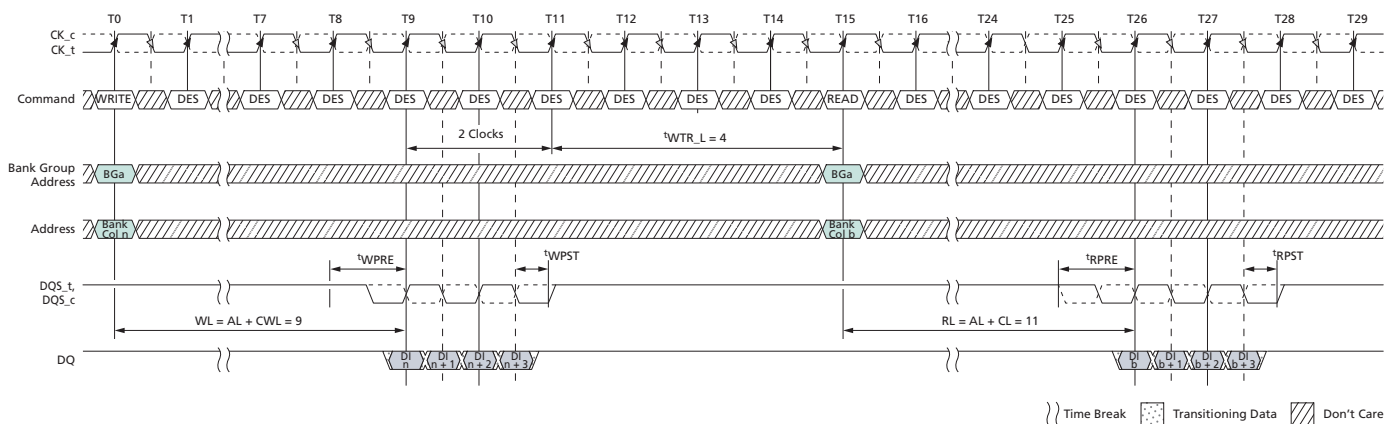 T0 T1 T7 T8 T9 T10 T11 T12 T13 T14 T15 T16 T24 T25 T26 T27 T28 T29
CK_c
CK_t
Command WRITE DES DES DES DES DES DES DES DES DES READ DES DES DES DES DES DES DES
2 Clocks tWTR_L = 4
Bank Group
Address BGa BGa
Address Bank
Col n Bank
Col b
tWPRE tWPST tRPRE tRPST
DQS_t,
DQS_c
WL = AL + CWL = 9 RL = AL + CL = 11
DQ DI
n DI
n + 1 DI
n + 2 DI
n + 3 DI
b DI
b + 1 DI
b + 2 DI
b + 3
Time Break Transitioning Data Don't Care